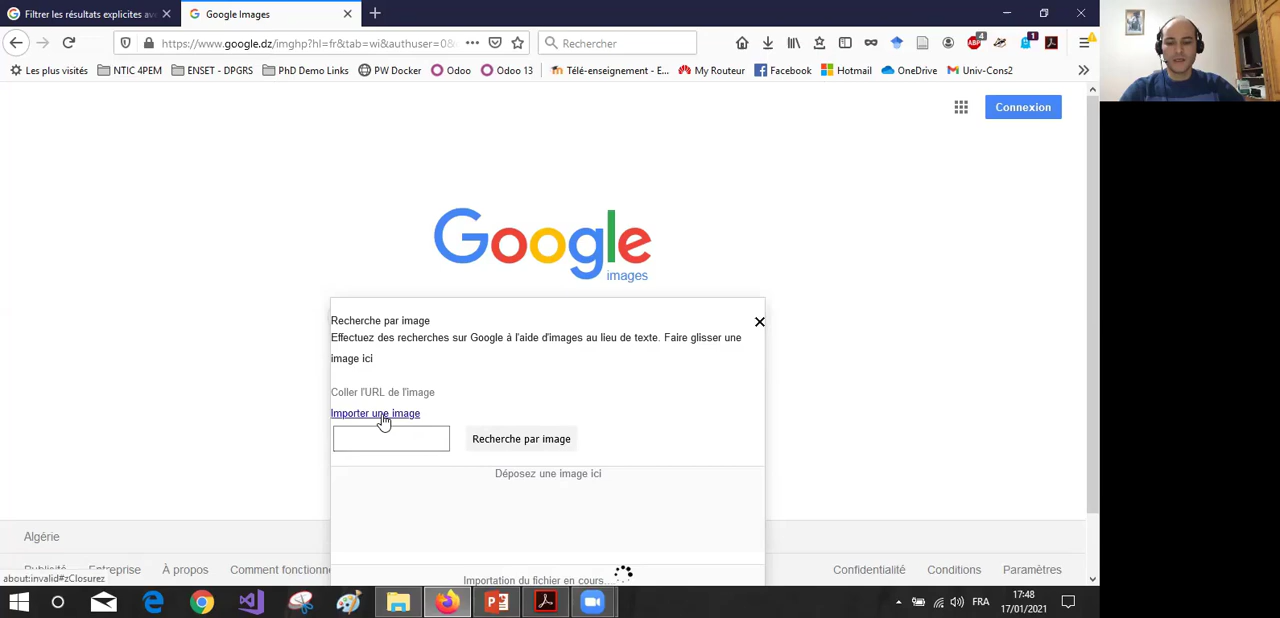 Filtrer les résultats explicites ave
Google Images
https://www.google.dz/imghp?hl=fr&tab=wi&authuser=0&
Rechercher
4
1
Les plus visités
NTIC 4PEM
ENSET - DPGRS
PhD Demo Links
PW Docker
Odoo
Odoo 13
Télé-enseignement - E...
My Routeur
Facebook
Hotmail
OneDrive
Univ-Cons2
Connexion
Google
images
Recherche par image
Effectuez des recherches sur Google à l'aide d'images au lieu de texte. Faire glisser une
image ici
Coller l'URL de l'image
Importer une image
Recherche par image
Déposez une image ici
Importation du fichier en cours...
Algérie
Publicité
Entreprise
À propos
Comment fonctionn
Confidentialité
Conditions
Paramètres
about:invalid#zClosurez
FRA
17:48
17/01/2021